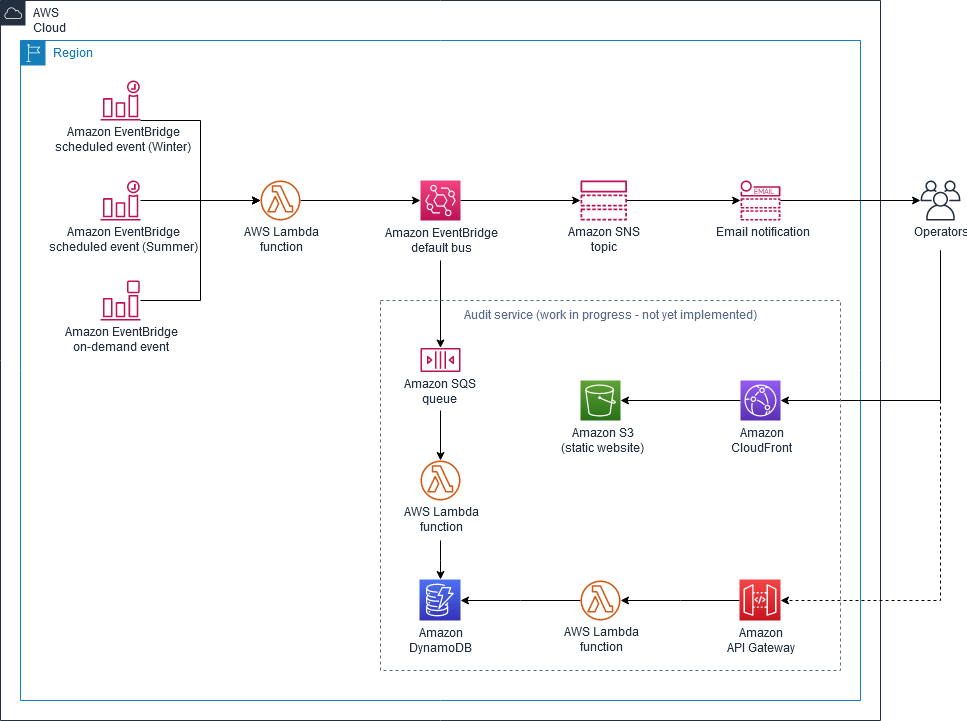 AWS
Cloud
Region
Amazon EventBridge
scheduled event (Winter)
Amazon EventBridge
scheduled event (Summer)
Amazon EventBridge
on-demand event
AWS Lambda
function
Amazon EventBridge
default bus
Amazon SNS
topic
EMAIL
Email notification
Operators
Audit service (work in progress - not yet implemented)
Amazon SQS
queue
Amazon S3
(static website)
Amazon
CloudFront
AWS Lambda
function
Amazon
DynamoDB
AWS Lambda
function
</>
Amazon
API Gateway